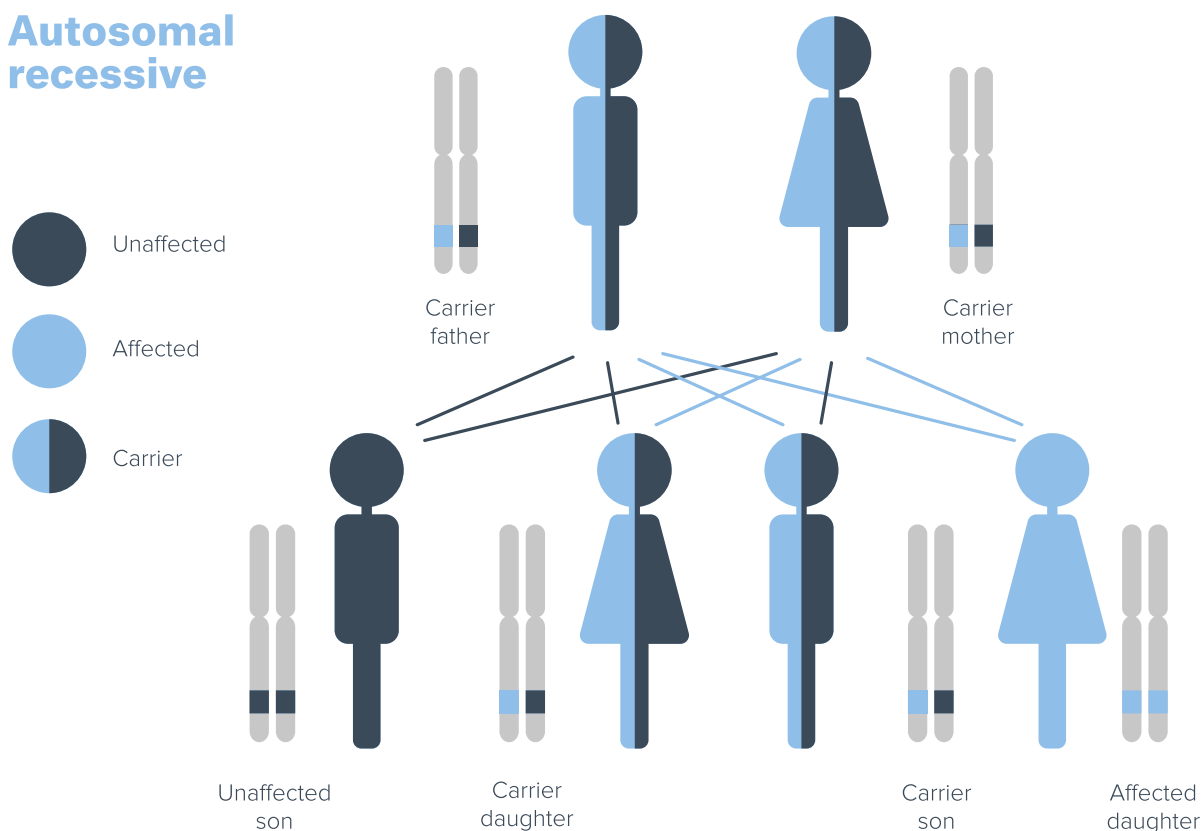 Autosomal
recessive
Unaffected
Affected
Carrier
Carrier
father
Carrier
mother
Unaffected
son
Carrier
daughter
Carrier
son
Affected
daughter